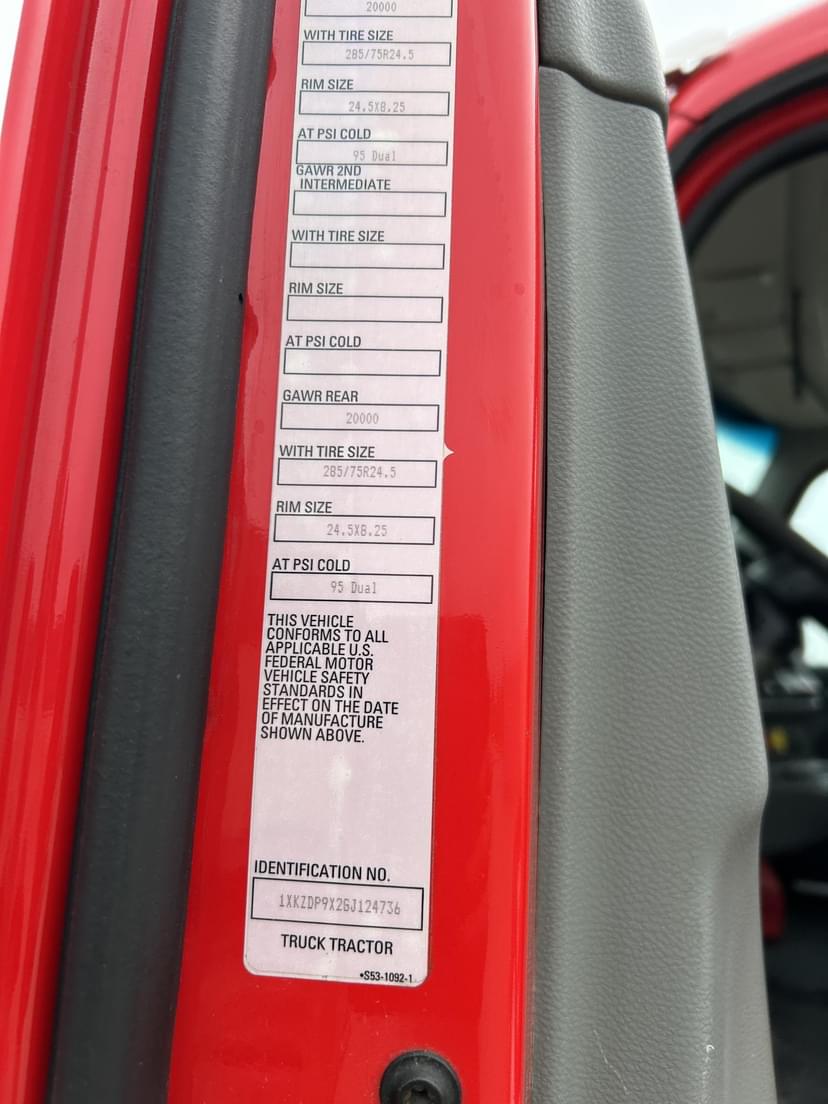 20000
WITH TIRE SIZE
285/75R24.5
RIM SIZE
24.5X8.25
AT PSI COLD
95 Dual
GAWR 2ND
INTERMEDIATE
WITH TIRE SIZE
RIM SIZE
AT PSI COLD
GAWR REAR
20000
WITH TIRE SIZE
285/75R24.5
RIM SIZE
24.5X8.25
AT PSI COLD
95 Dual
THIS VEHICLE
CONFORMS TO ALL
APPLICABLE U.S.
FEDERAL MOTOR
VEHICLE SAFETY
STANDARDS IN
EFFECT ON THE DATE
OF MANUFACTURE
SHOWN ABOVE.
IDENTIFICATION NO.
1XKZDP9X2GJ124736
TRUCK TRACTOR
•S53-1092-1